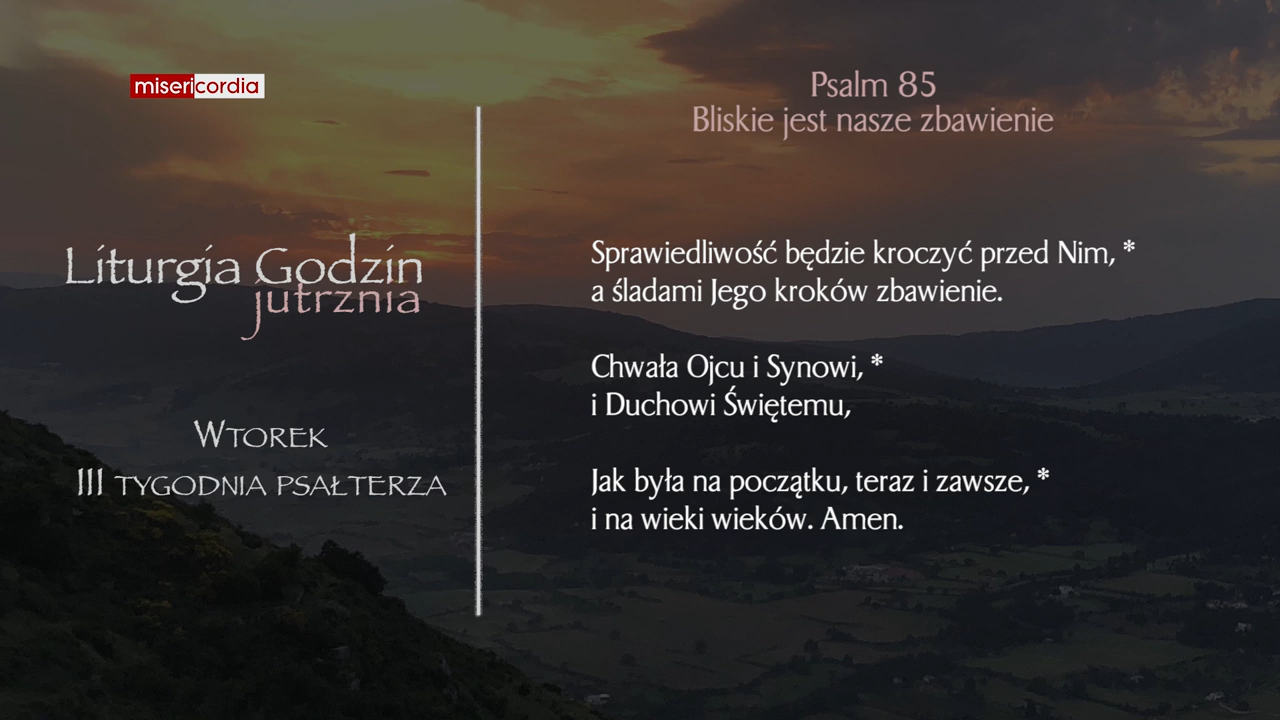 misericordia
Liturgia Godzin
jutrznia
Wtorek
III tygodnia psałterza
Psalm 85
Bliskie jest nasze zbawienie
Sprawiedliwość będzie kroczyć przed Nim, *
a śladami Jego kroków zbawienie.
Chwała Ojcu i Synowi, *
i Duchowi Świętemu,
Jak była na początku, teraz i zawsze, *
i na wieki wieków. Amen.